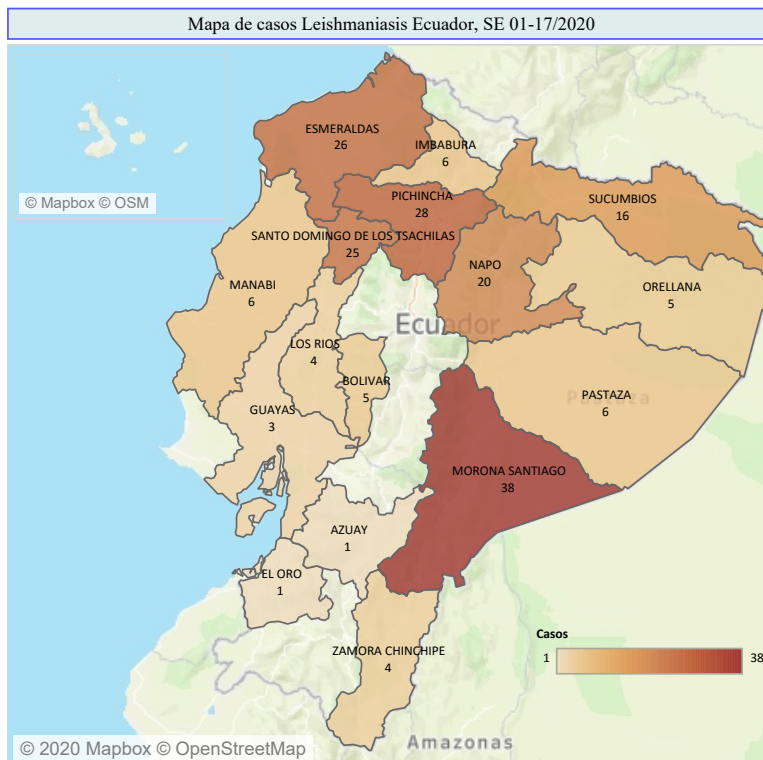 Mapa de casos Leishmaniasis Ecuador, SE 01-17/2020
© Mapbox © OSM
ESMERALDAS
26
IMBABURA
6
PICHINCHA
28
SUCUMBIOS
16
SANTO DOMINGO DE LOS TSACHILAS
25
NAPO
20
MANABI
6
ORELLANA
5
Ecuador
LOS RIOS
4
BOLIVAR
5
Pastaza
PASTAZA
6
GUAYAS
3
MORONA SANTIAGO
38
AZUAY
1
EL ORO
1
ZAMORA CHINCHIPE
4
Casos
1 38
© 2020 Mapbox © OpenStreetMap
Amazonas